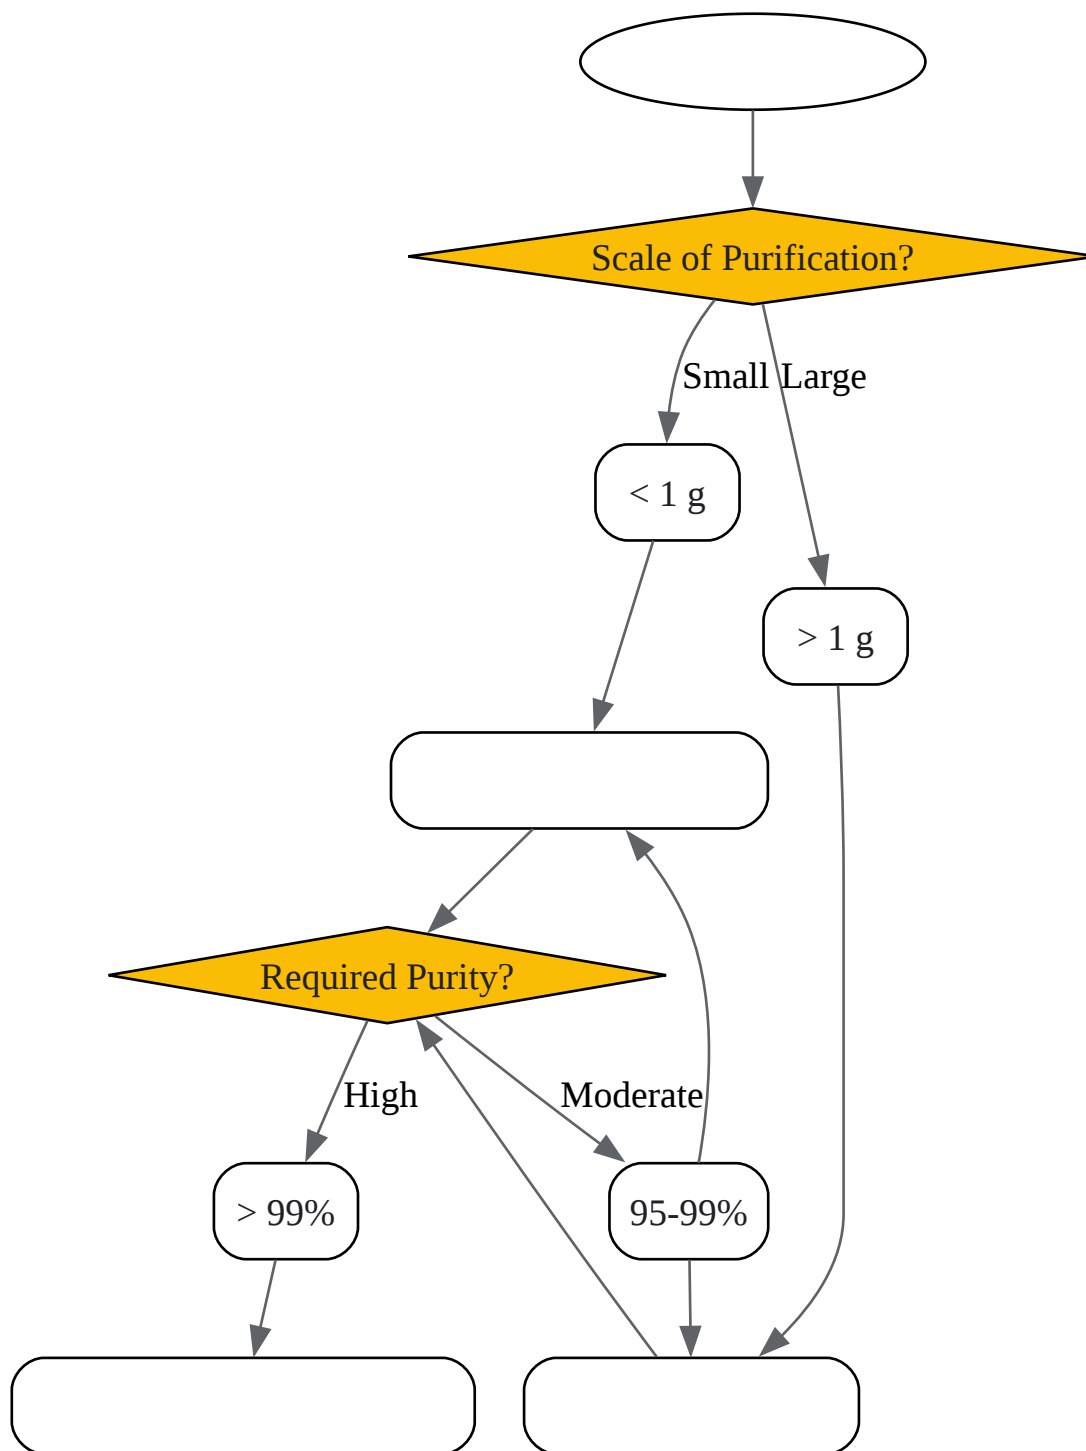 Scale of Purification?
Small
Large
< 1 g
> 1 g
Required Purity?
High
Moderate
> 99%
95-99%